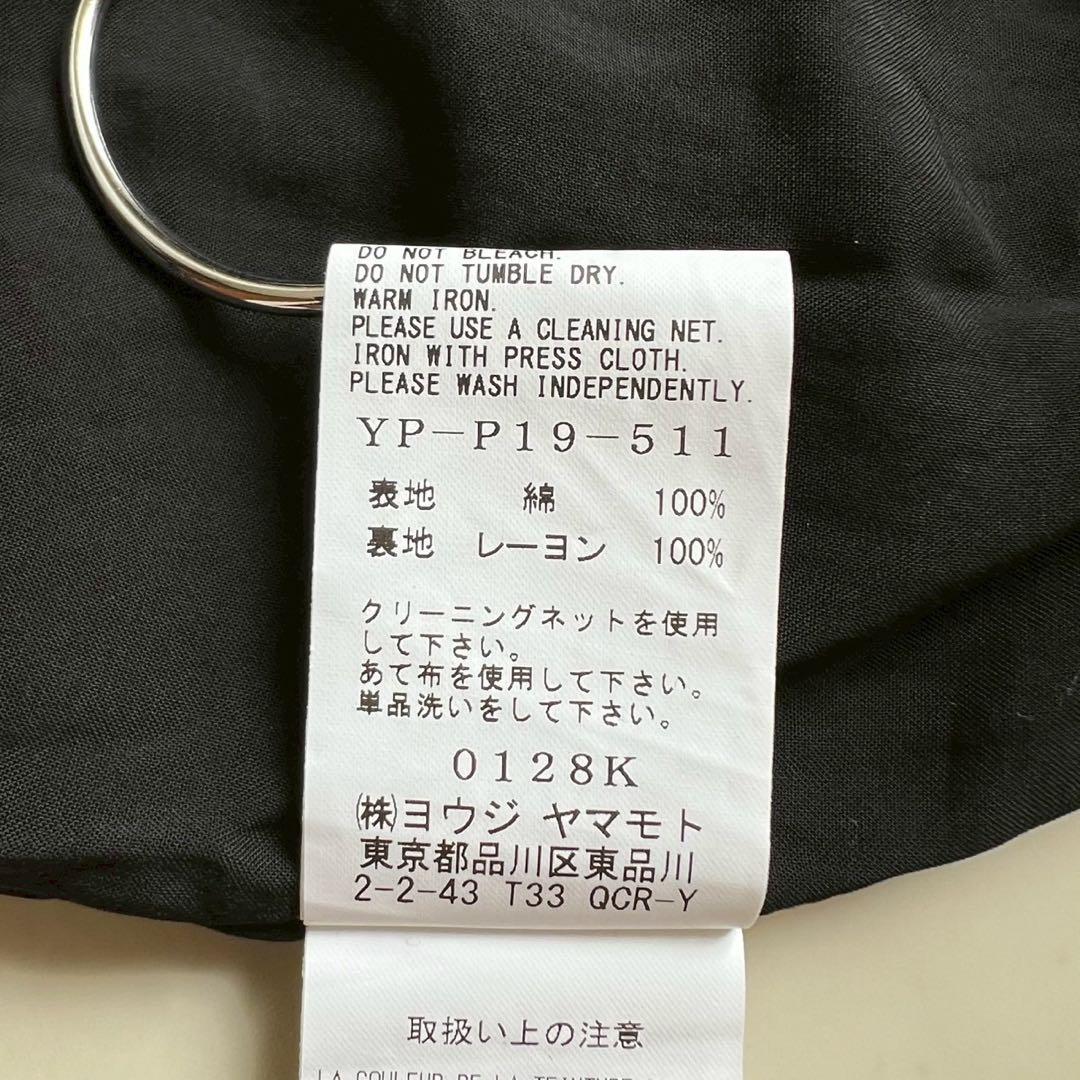 DO NOT BLEACH.
DO NOT TUMBLE DRY.
WARM IRON.
PLEASE USE A CLEANING NET.
IRON WITH PRESS CLOTH.
PLEASE WASH INDEPENDENTLY.
YP-P19-511
表地 綿 100%
裏地 レーヨン 100%
クリーニングネットを使用
して下さい。
あて布を使用して下さい。
単品洗いをして下さい。
0128K
㈱ヨウジ ヤマモト
東京都品川区東品川
2-2-43 T33 QCR-Y
取扱い上の注意
LA COULEUR DE LA TEINTURE